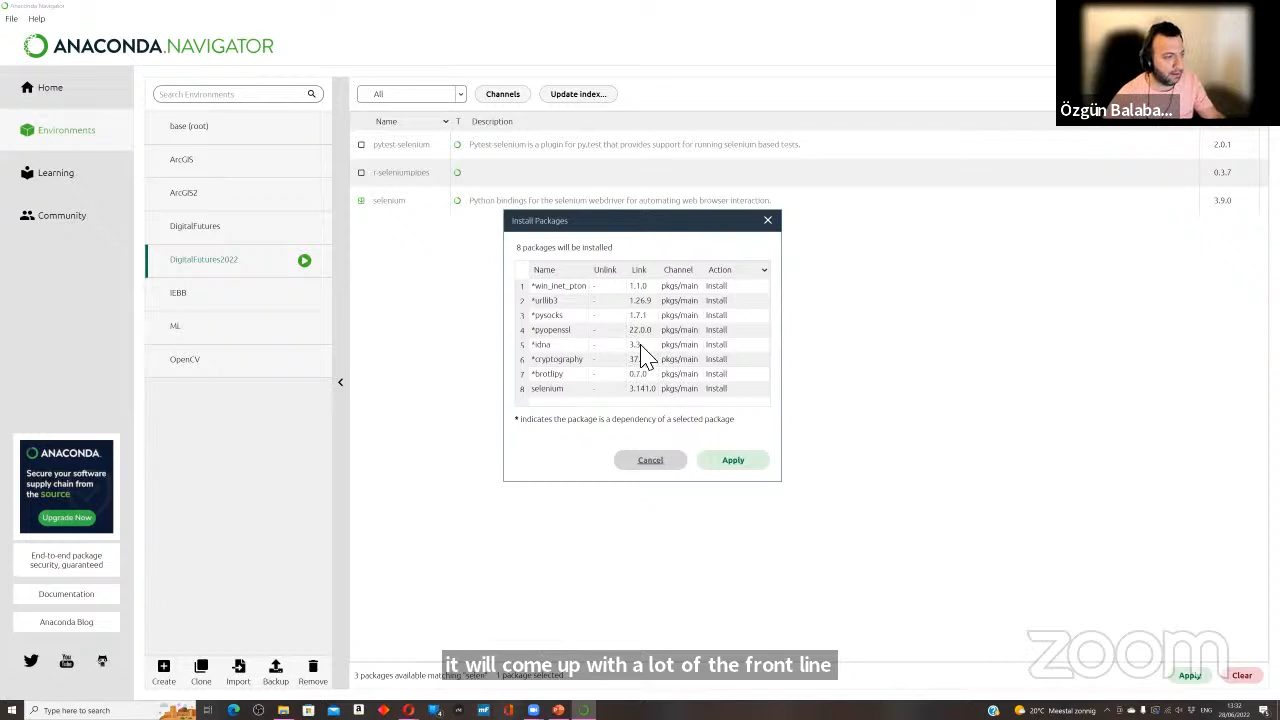 Anaconda Navigator
File Help
ANACONDA.NAVIGATOR
Home
Environments
Learning
Community
ANACONDA.
Secure your software
supply chain from
the source
Upgrade Now
End-to-end package
security, guaranteed
Documentation
Anaconda Blog
Search Environments
base (root)
ArcGIS
ArcGIS2
DigitalFutures
DigitalFutures2022
IEBB
ML
OpenCV
Create Clone Import Backup Remove
All Channels Update index...
Name T Description
pytest-selenium Pytest-selenium is a plugin for py.test that provides support for running selenium based tests. 2.0.1
r-seleniumpipes 0.3.7
selenium Python bindings for the selenium webdriver for automating web browser interaction. 3.9.0
Install Packages
8 packages will be installed
Name Unlink Link Channel Action
1 *win_inet_pton - 1.1.0 pkgs/main Install
2 *urllib3 - 1.26.9 pkgs/main Install
3 *pysocks - 1.7.1 pkgs/main Install
4 *pyopenssl - 22.0.0 pkgs/main Install
5 *idna - 3.3 pkgs/main Install
6 *cryptography - 37. pkgs/main Install
7 *brotlipy - 0.7.0 pkgs/main Install
8 selenium - 3.141.0 pkgs/main Install
* indicates the package is a dependency of a selected package
Cancel Apply
Özgün Balaba...
it will come up with a lot of the front line
packages available matching "selen" 1 package selected
Apply Clear
zoom
Type here to search
20°C Meestal zonnig
13:32
28/06/2022